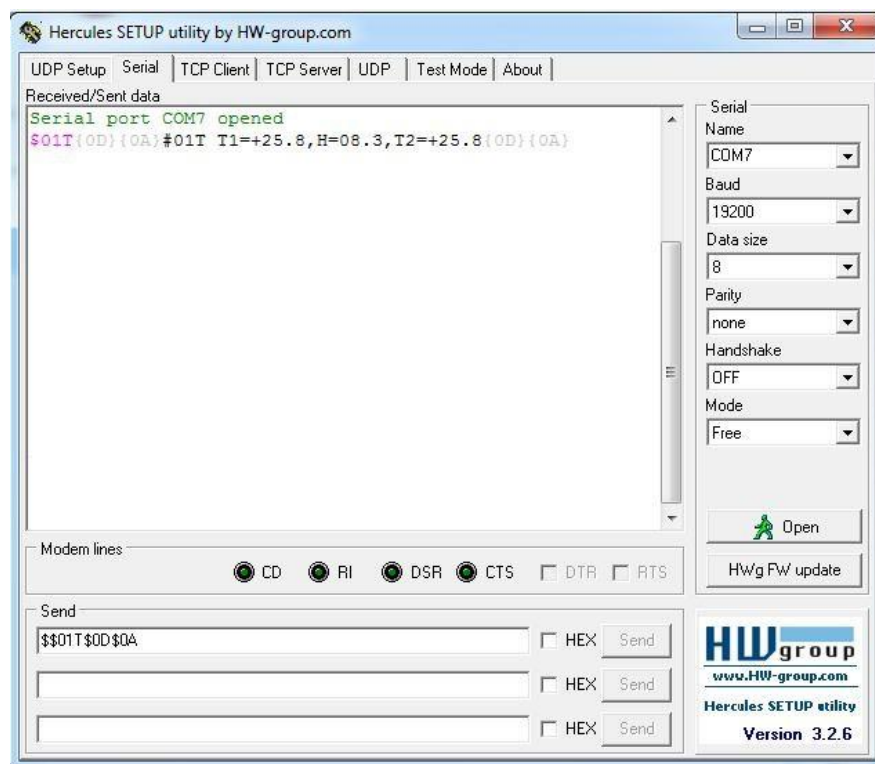 Hercules SETUP utility by HW-group.com
UDP Setup Serial TCP Client TCP Server UDP Test Mode About
Received/Sent data
Serial port COM7 opened
$01T{0D}{0A}#01T T1=+25.8,H=08.3,T2=+25.8{0D}{0A}
Serial
Name
COM7
Baud
19200
Data size
8
Parity
none
Handshake
OFF
Mode
Free
Open
HWg FW update
Modem lines
CD RI DSR CTS DTR RTS
Send
$$01T$0D$0A HEX Send
HEX Send
HEX Send
HW group
www.HW-group.com
Hercules SETUP utility
Version 3.2.6